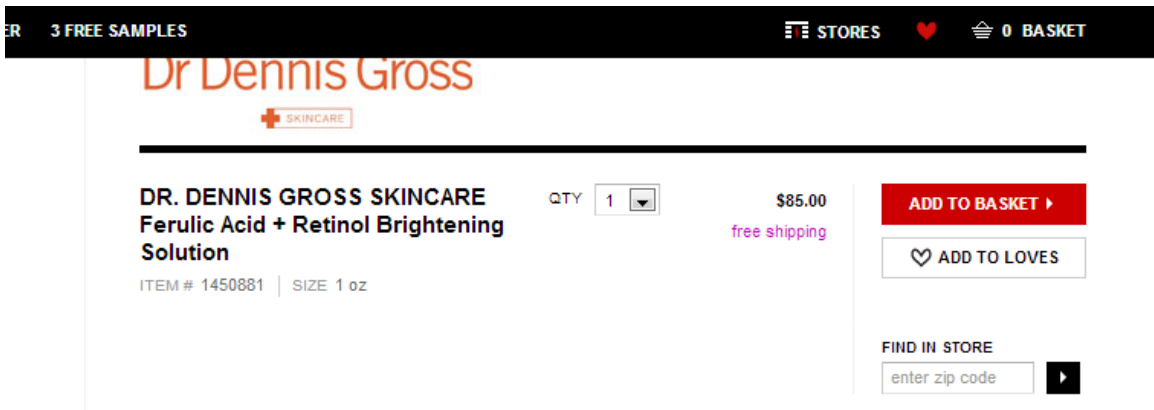 ER 3 FREE SAMPLES STORES 0 BASKET
Dr Dennis Gross
SKINCARE
DR. DENNIS GROSS SKINCARE
Ferulic Acid + Retinol Brightening
Solution
ITEM # 1450881 SIZE 1 oz
QTY 1
$85.00
free shipping
ADD TO BASKET
ADD TO LOVES
FIND IN STORE
enter zip code